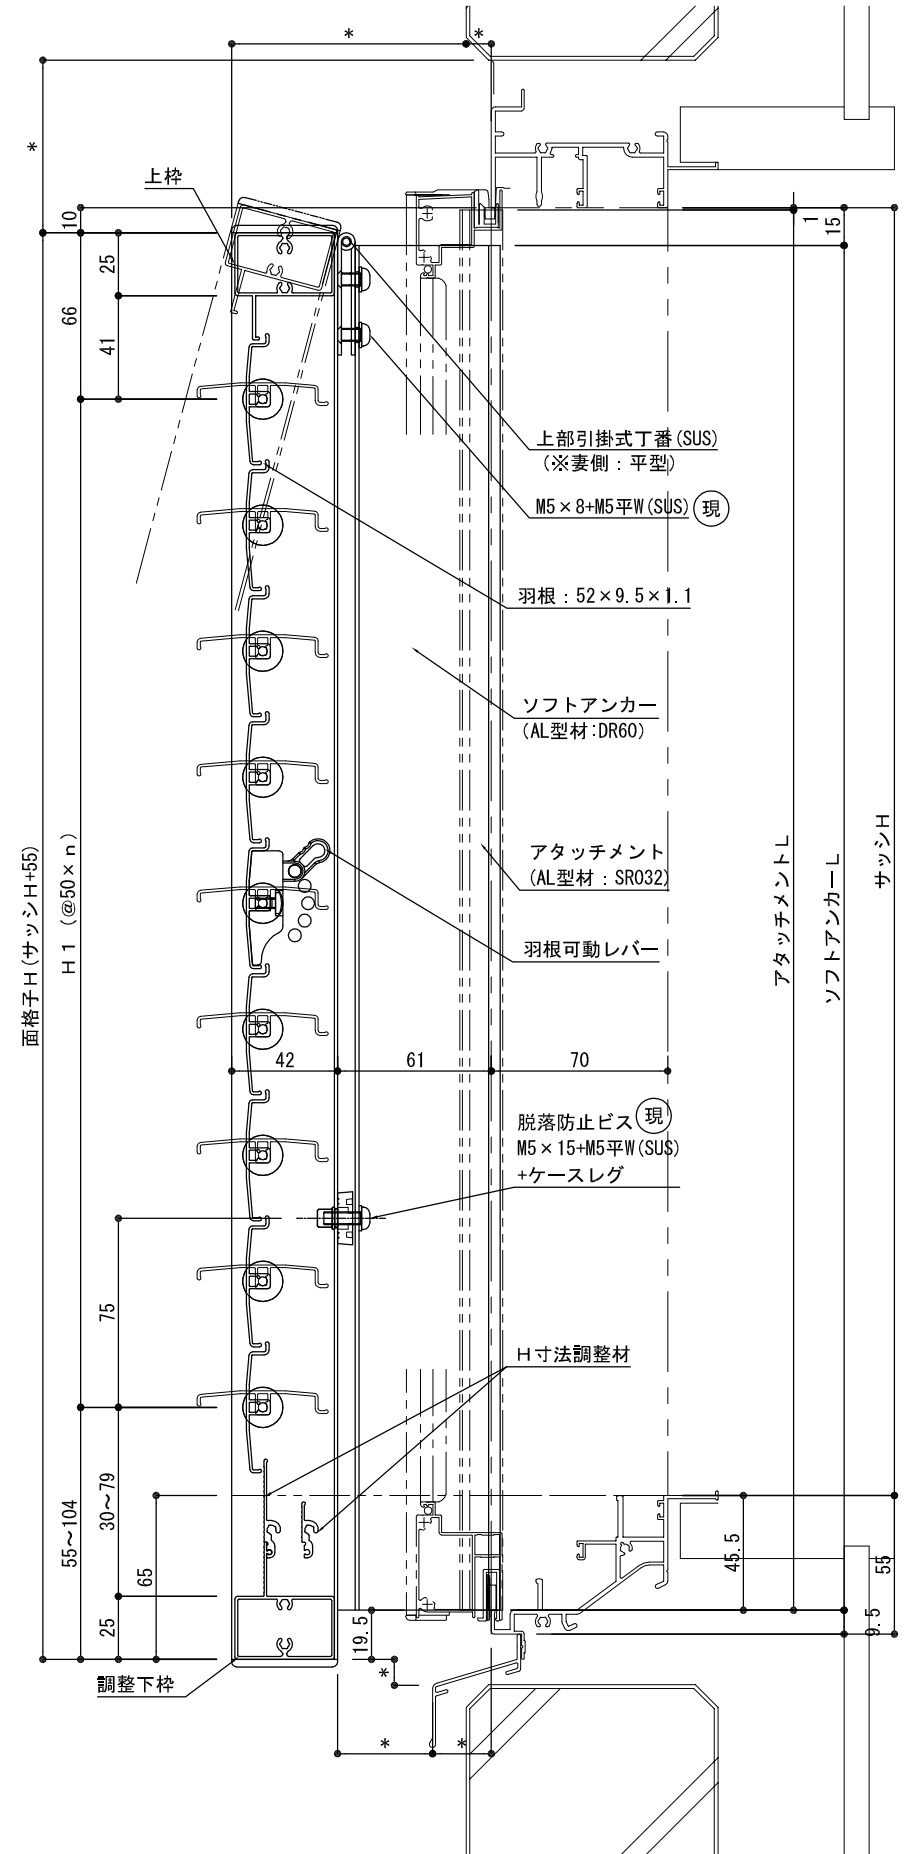 *
*
*
上枠
10
1
15
25
66
41
上部引掛式丁番(SUS)
(※妻側：平型)
M5×8+M5平W(SUS) 現
羽根：52×9.5×1.1
ソフトアンカー
(AL型材:DR60)
アタッチメント
(AL型材：SR032)
羽根可動レバー
面格子H(サッシH+55)
H1 (@50×n)
アタッチメントL
ソフトアンカーL
サッシH
42
61
70
脱落防止ビス 現
M5×15+M5平W(SUS)
+ケースレグ
75
H寸法調整材
30～79
55～104
65
25
45.5
55
9.5
19.5
*
調整下枠
*
*